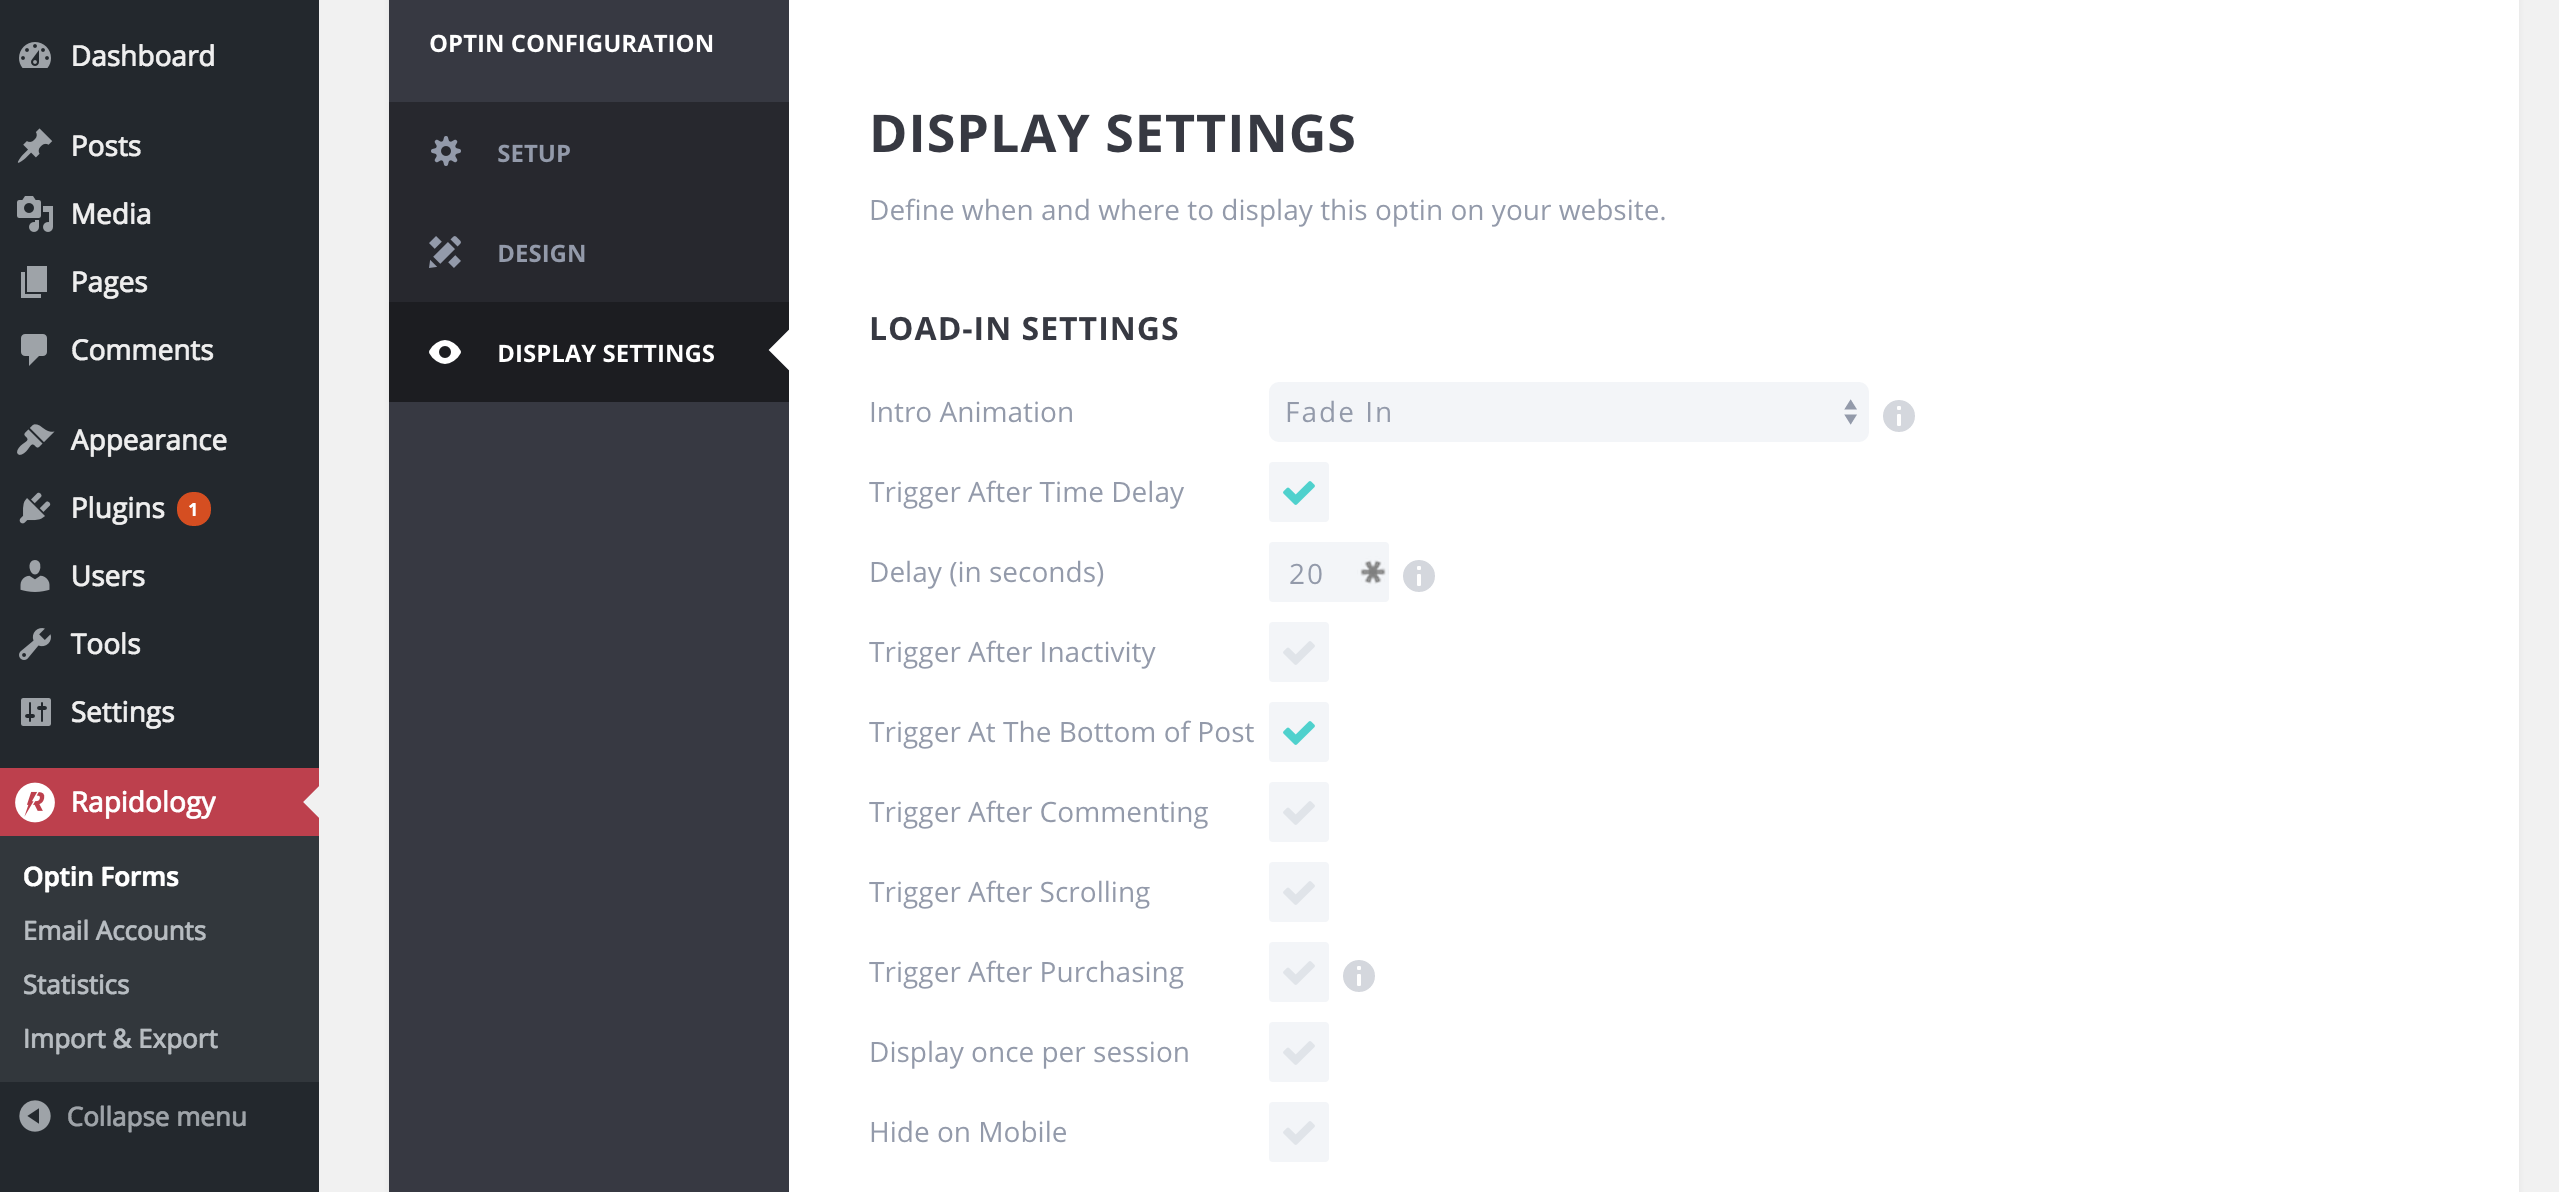 Dashboard
Posts
Media
Pages
Comments
Appearance
Plugins 1
Users
Tools
Settings
Rapidology
Optin Forms
Email Accounts
Statistics
Import & Export
Collapse menu
OPTIN CONFIGURATION
SETUP
DESIGN
DISPLAY SETTINGS
DISPLAY SETTINGS
Define when and where to display this optin on your website.
LOAD-IN SETTINGS
Intro Animation Fade In
Trigger After Time Delay
Delay (in seconds) 20
Trigger After Inactivity
Trigger At The Bottom of Post
Trigger After Commenting
Trigger After Scrolling
Trigger After Purchasing
Display once per session
Hide on Mobile